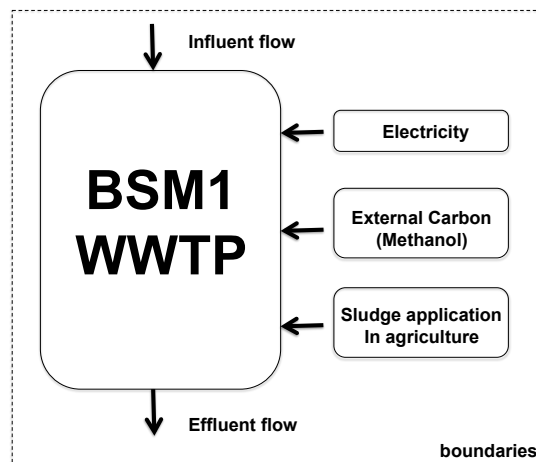 Influent flow
BSM1
WWTP
Electricity
External Carbon
(Methanol)
Sludge application
In agriculture
Effluent flow
boundaries